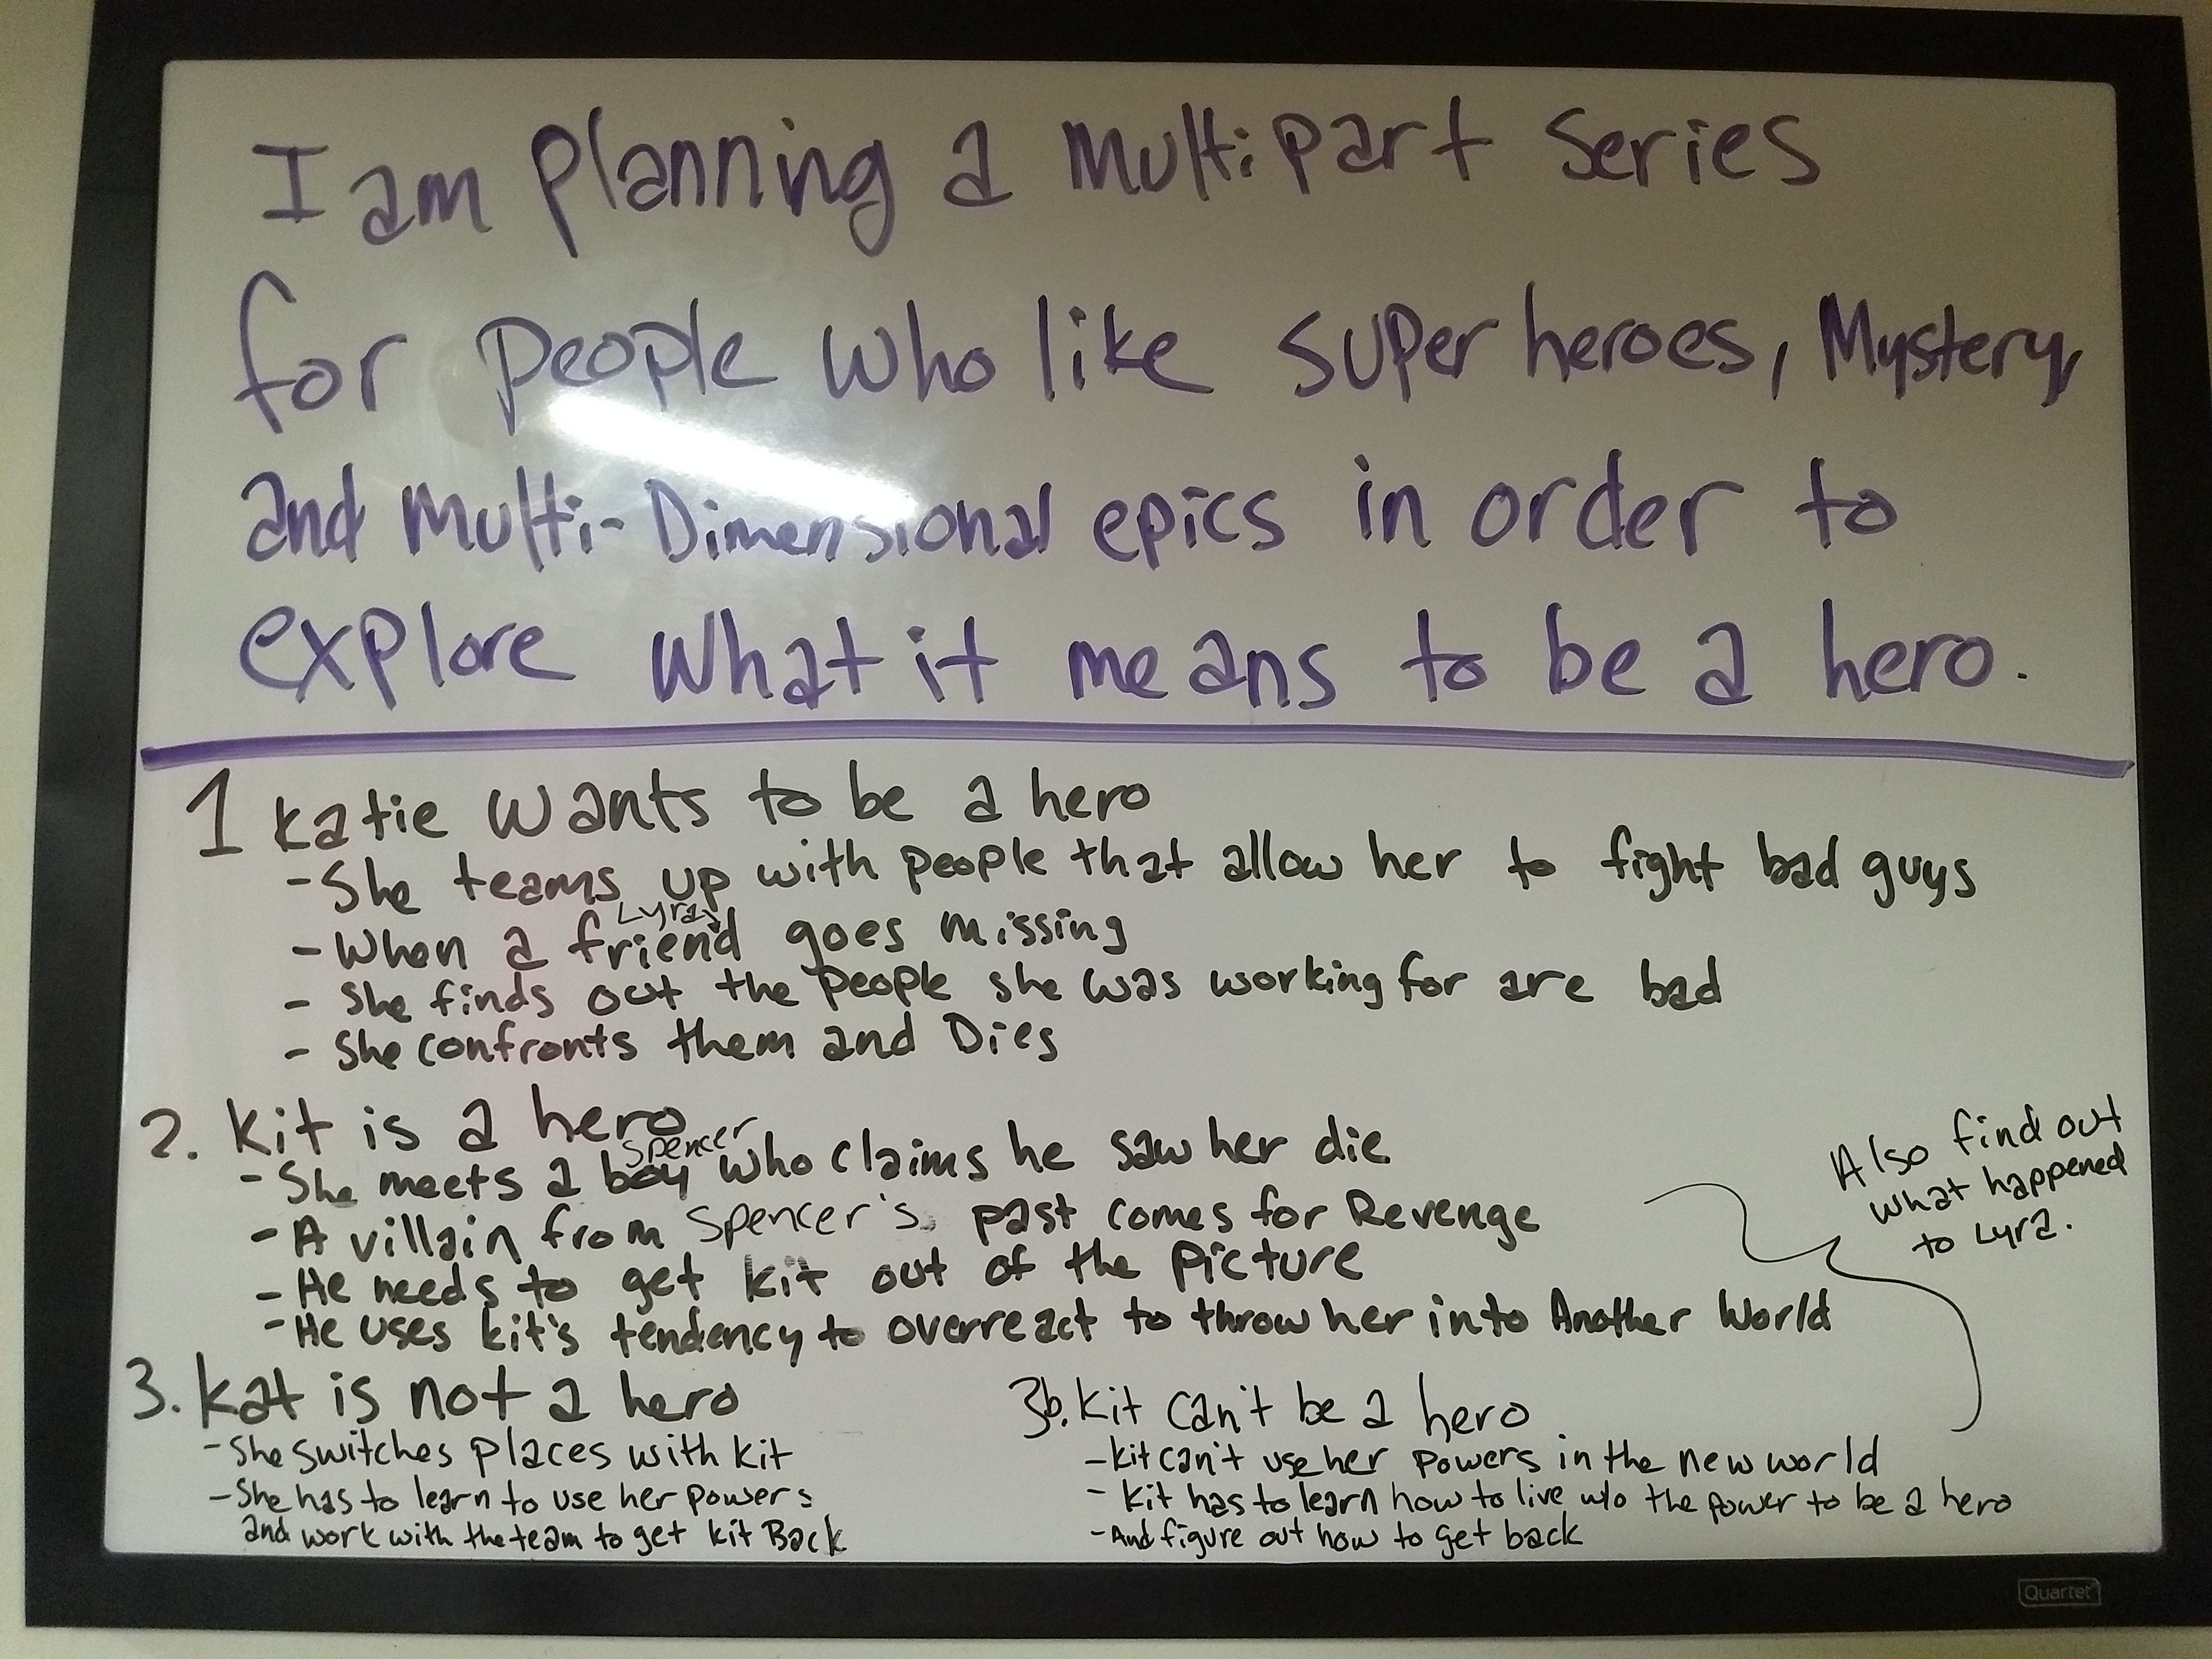 I am planning a multipart series
for people who like super heroes, Mystery,
and Multi-Dimensional epics in order to
explore what it means to be a hero.
1 Katie wants to be a hero
- She teams up with people that allow her to fight bad guys
Lyra
- When a friend goes missing
- She finds out the people she was working for are bad
- She confronts them and Dies
2. Kit is a hero
Spencer
- She meets a boy who claims he saw her die
- A villain from Spencer's past comes for Revenge
- He needs to get kit out of the Picture
- He uses kit's tendency to overreact to throw her into Another World
Also find out
what happened
to Lyra.
3. Kat is not a hero
- She switches places with kit
- She has to learn to use her powers
and work with the team to get kit Back
3b. Kit can't be a hero
- Kit can't use her powers in the new world
- Kit has to learn how to live w/o the power to be a hero
- And figure out how to get back
Quartet